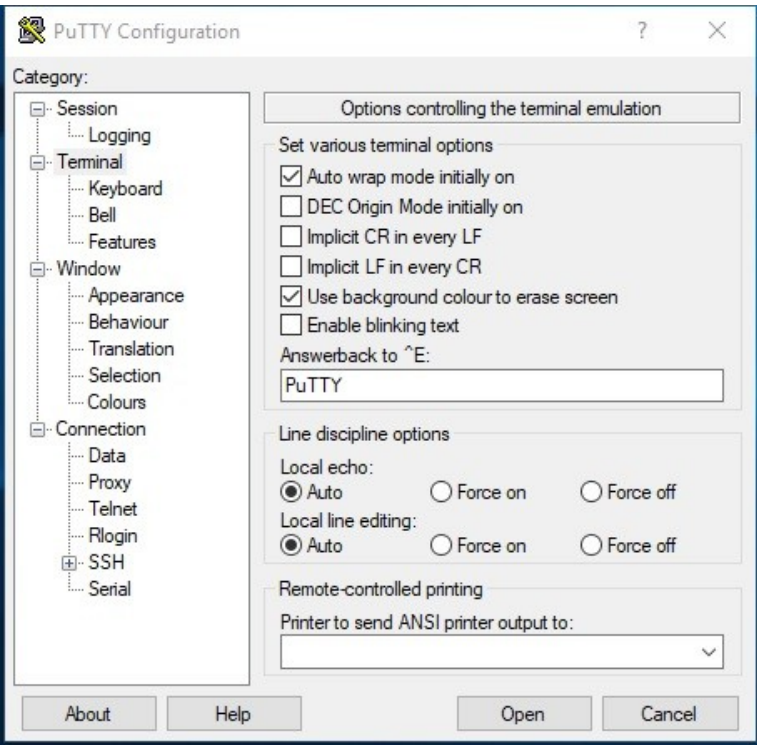 PuTTY Configuration
?
Category:
Session
Logging
Terminal
Keyboard
Bell
Features
Window
Appearance
Behaviour
Translation
Selection
Colours
Connection
Data
Proxy
Telnet
Rlogin
SSH
Serial
Options controlling the terminal emulation
Set various terminal options
Auto wrap mode initially on
DEC Origin Mode initially on
Implicit CR in every LF
Implicit LF in every CR
Use background colour to erase screen
Enable blinking text
Answerback to ^E:
PuTTY
Line discipline options
Local echo:
Auto Force on Force off
Local line editing:
Auto Force on Force off
Remote-controlled printing
Printer to send ANSI printer output to:
About Help Open Cancel